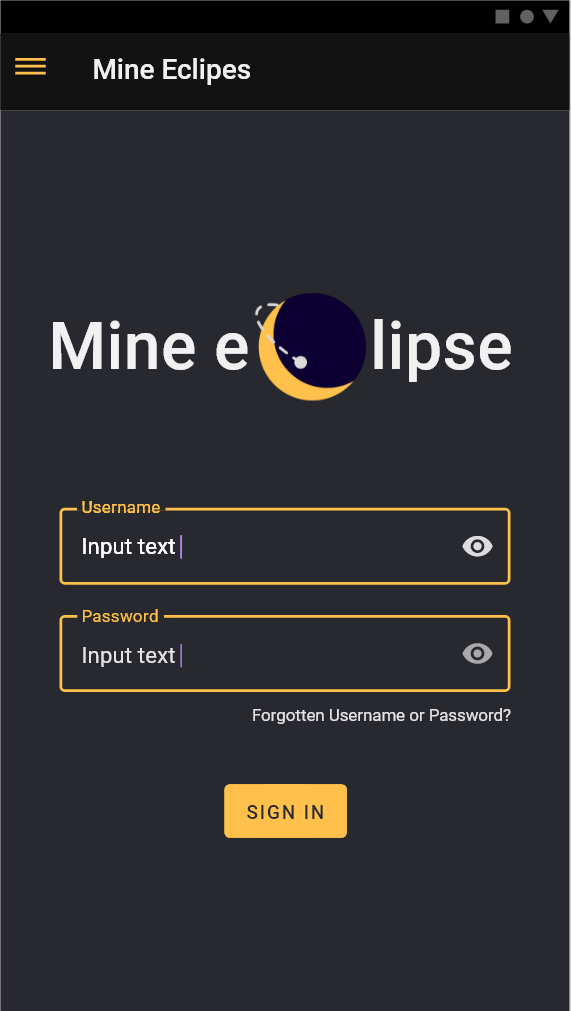 Mine Eclipes
Mine e lipse
Username
Input text
Password
Input text
Forgotten Username or Password?
SIGN IN